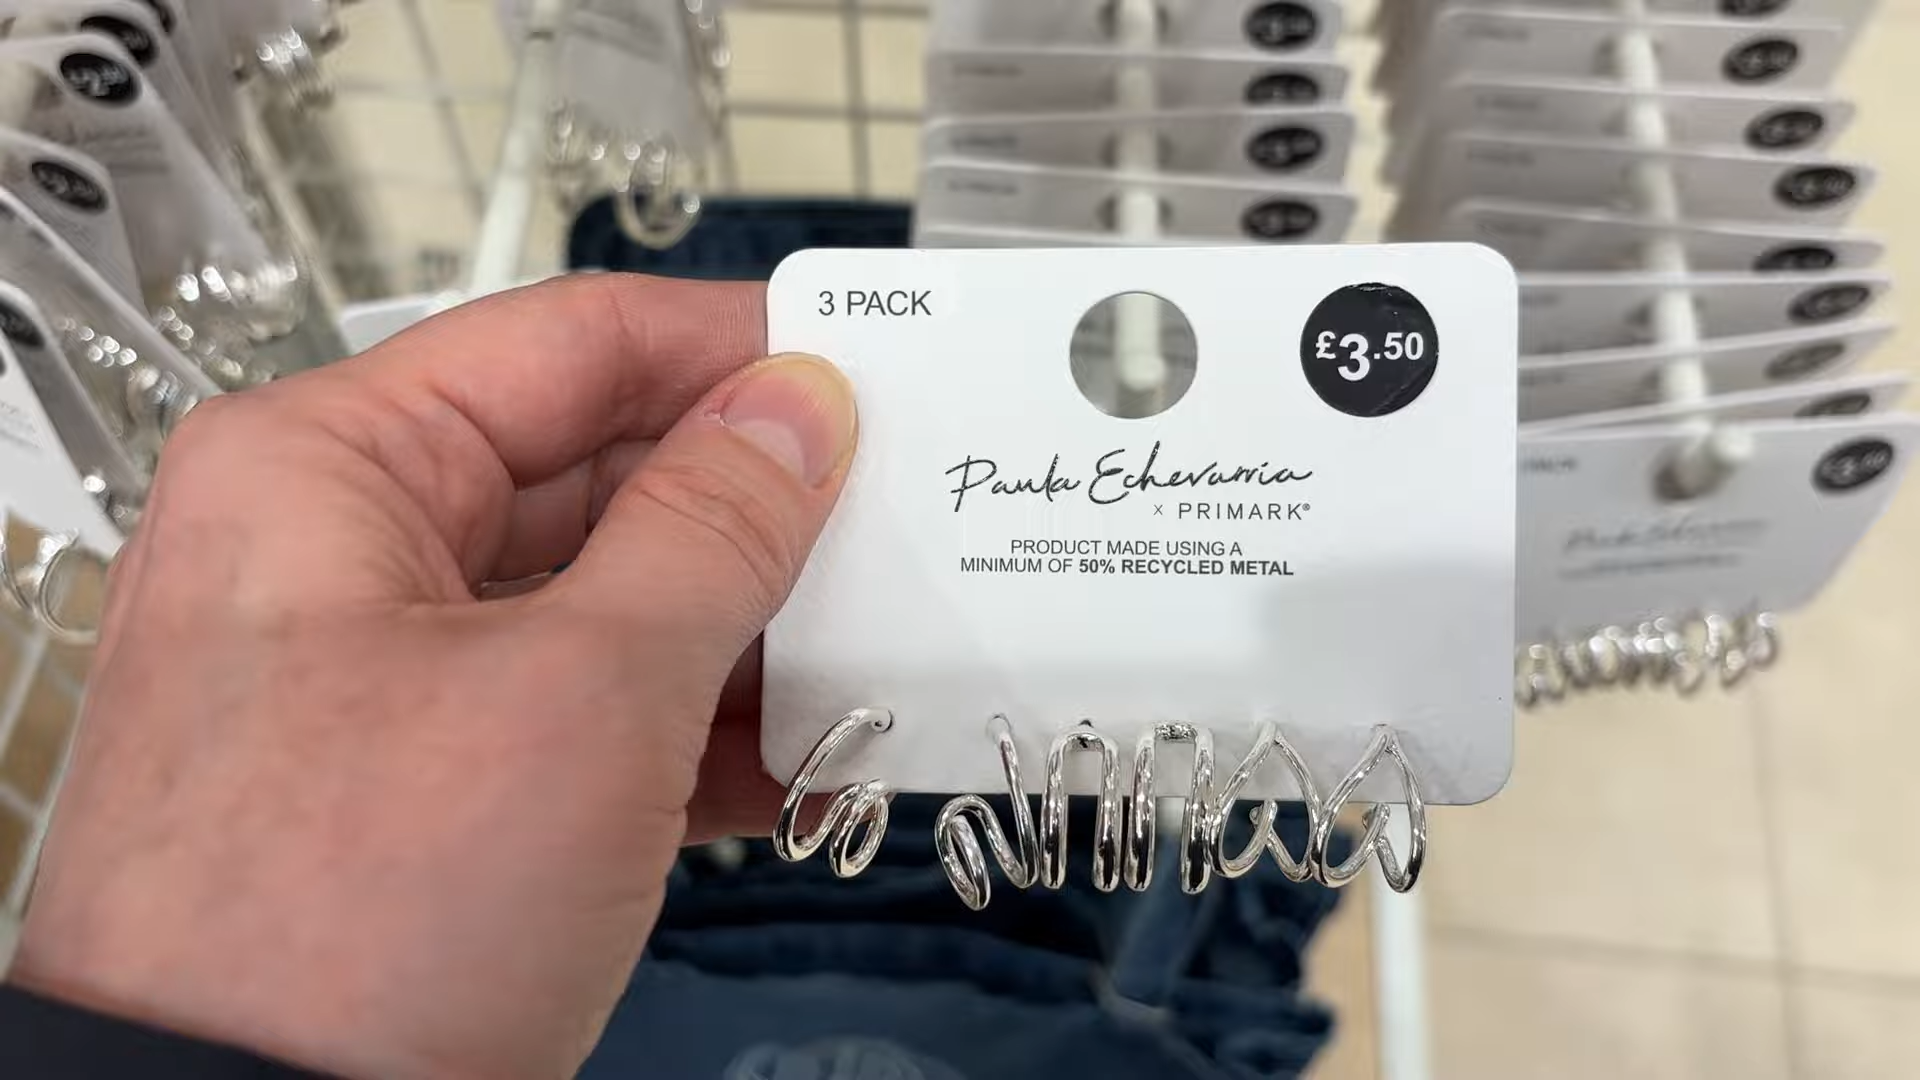 3 PACK
£3.50
Paula Echevarria
x PRIMARK®
PRODUCT MADE USING A
MINIMUM OF 50% RECYCLED METAL